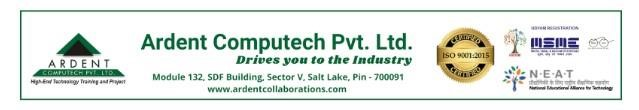 ARDENT
COMPUTECH PVT. LTD.
High-End Technology Training and Project
Ardent Computech Pvt. Ltd.
Drives you to the Industry
Module 132, SDF Building, Sector V, Salt Lake, Pin - 700091
www.ardentcollaborations.com
CERTIFIED
ISO 9001:2015
CERTIFIED
UDYAM REGISTRATION
MSME
N·E·A·T
National Educational Alliance for Technology